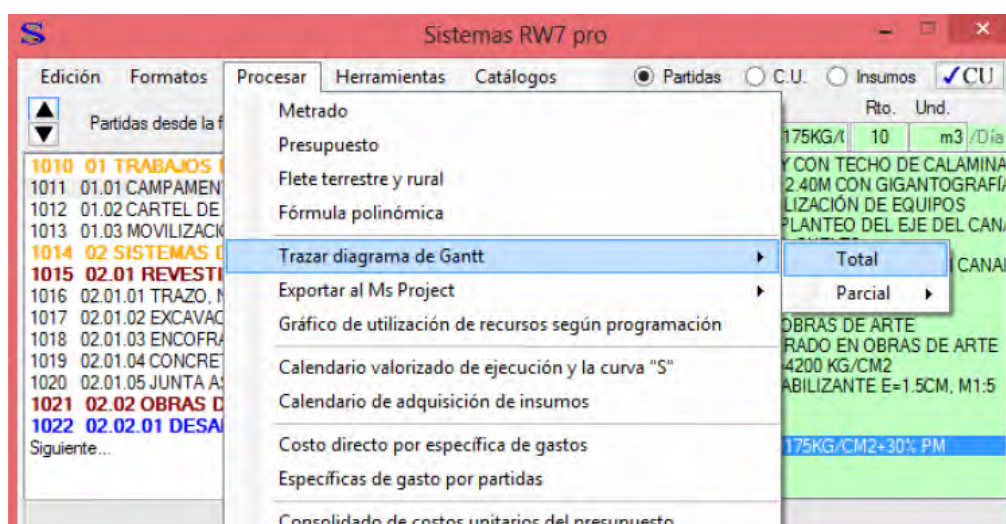 S Sistemas RW7 pro
Edición Formatos Procesar Herramientas Catálogos Partidas C.U. Insumos ✓CU
Partidas desde la f
Rto. Und.
175KG/( 10 m3 /Día
1010 01 TRABAJOS
1011 01.01 CAMPAMEN
1012 01.02 CARTEL DE
1013 01.03 MOVILIZACI
1014 02 SISTEMAS
1015 02.01 REVESTI
1016 02.01.01 TRAZO,
1017 02.01.02 EXCAVAC
1018 02.01.03 ENCOFRA
1019 02.01.04 CONCRE
1020 02.01.05 JUNTA A
1021 02.02 OBRAS D
1022 02.02.01 DESA
Siguiente...
Metrado
Presupuesto
Flete terrestre y rural
Fórmula polinómica
Trazar diagrama de Gantt
Exportar al Ms Project
Gráfico de utilización de recursos según programación
Calendario valorizado de ejecución y la curva "S"
Calendario de adquisición de insumos
Costo directo por específica de gastos
Específicas de gasto por partidas
Consolidado de costos unitarios del presupuesto
Total
Parcial
Y CON TECHO DE CALAMINA
2.40M CON GIGANTOGRAFÍA
LIZACIÓN DE EQUIPOS
PLANTEO DEL EJE DEL CANA
CANAL
OBRAS DE ARTE
RADO EN OBRAS DE ARTE
4200 KG/CM2
ABILIZANTE E=1.5CM, M1:5
175KG/CM2+30% PM